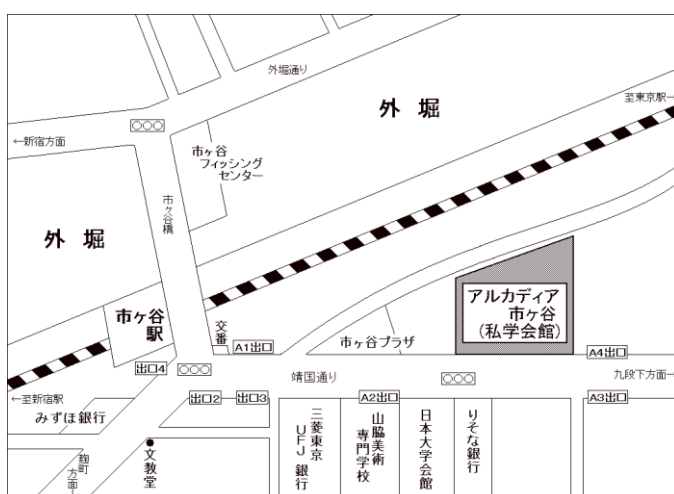 外堀通り
外 堀
至東京駅→
←新宿方面
市ヶ谷
フィッシング
センター
市ヶ谷橋
外 堀
アルカディア
市ヶ谷
(私学会館)
市ヶ谷
駅
交番
A1出口
市ヶ谷プラザ
A4出口
出口4
靖国通り
九段下方面→
←至新宿駅
出口2
出口3
A2出口
A3出口
みずほ銀行
麹町
方面
文教堂
三菱東京
UFJ銀行
山脇美術
専門学校
日本大学会館
りそな銀行